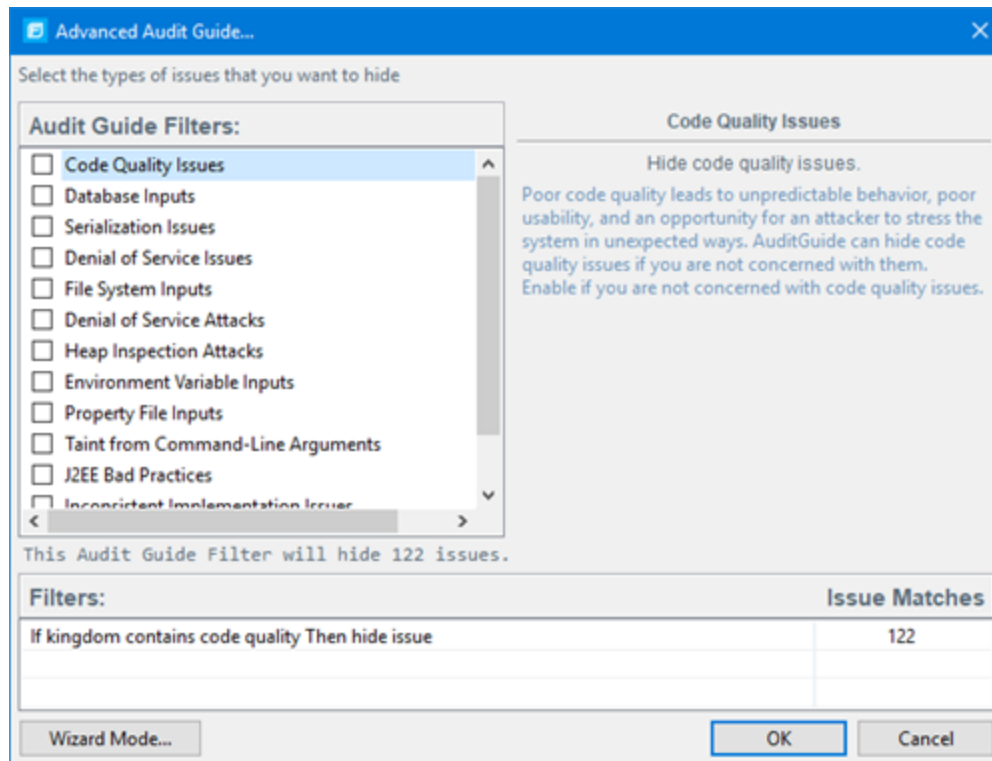 Advanced Audit Guide...
Select the types of issues that you want to hide
Audit Guide Filters:
Code Quality Issues
Database Inputs
Serialization Issues
Denial of Service Issues
File System Inputs
Denial of Service Attacks
Heap Inspection Attacks
Environment Variable Inputs
Property File Inputs
Taint from Command-Line Arguments
J2EE Bad Practices
Inconsistent Implementation Issues
Code Quality Issues
Hide code quality issues.
Poor code quality leads to unpredictable behavior, poor
usability, and an opportunity for an attacker to stress the
system in unexpected ways. AuditGuide can hide code
quality issues if you are not concerned with them.
Enable if you are not concerned with code quality issues.
This Audit Guide Filter will hide 122 issues.
Filters: Issue Matches
If kingdom contains code quality Then hide issue 122
Wizard Mode... OK Cancel